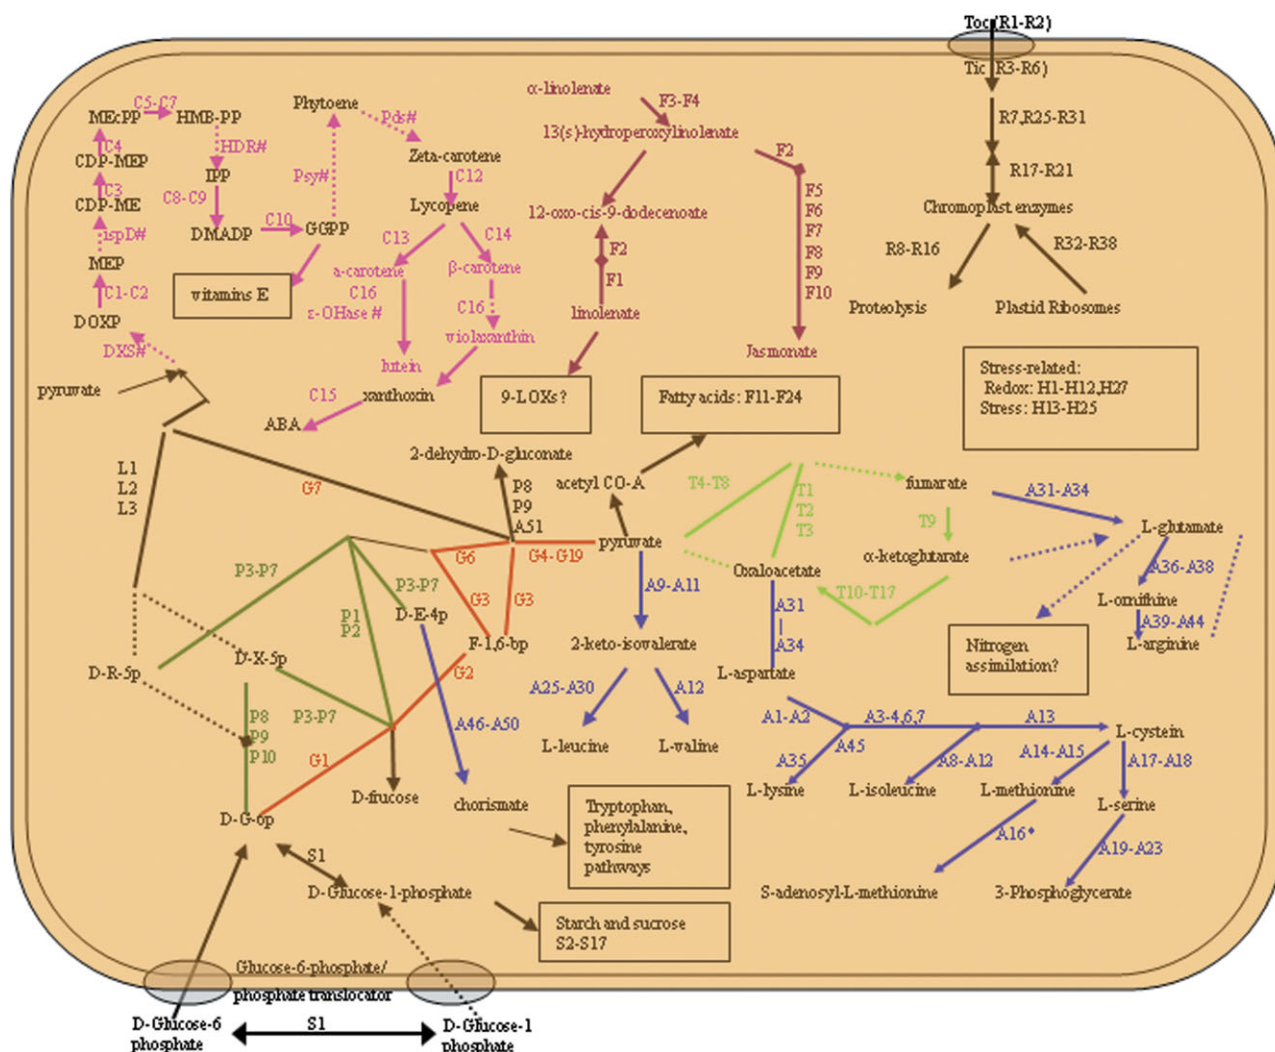 Toc (R1-R2)
Tic (R3-R6)
R7,R25-R31
R17-R21
Chromoplast enzymes
R8-R16
R32-R38
Proteolysis
Plastid Ribosomes
C5-C7
MEcPP
HMB-PP
C4
HDR#
CDP-MEP
IPP
C3
C8-C9
CDP-ME
ispD#
DMADP
C10
GGPP
MEP
C1-C2
vitamins E
DOXP
DXS#
pyruvate
Phytoene
Pds#
Psy#
Zeta-carotene
C12
Lycopene
C13
C14
a-carotene
β-carotene
C16
ε-OHase #
C16
violaxanthin
lutein
xanthoxin
C15
ABA
α-linolenate
F3-F4
13(s)-hydroperoxylinolenate
F2
12-oxo-cis-9-dodecenoate
F2
F1
linolenate
F5
F6
F7
F8
F9
F10
Jasmonate
9-LOXs?
Fatty acids: F11-F24
Stress-related:
Redox: H1-H12,H27
Stress: H13-H25
L1
L2
L3
G7
2-dehydro-D-gluconate
P8
P9
A51
acetyl CO-A
pyruvate
G4-G19
G6
G3
G3
F-1,6-bp
G2
G1
P3-P7
P3-P7
P1
P2
D-E-4p
D-R-5p
D-X-5p
P3-P7
P8
P9
P10
D-G-6p
D-frucose
A46-A50
chorismate
Tryptophan,
phenylalanine,
tyrosine
pathways
S1
D-Glucose-1-phosphate
Starch and sucrose
S2-S17
T4-T8
T1
T2
T3
fumarate
T9
α-ketoglutarate
Oxaloacetate
T10-T17
A31-A34
L-glutamate
A36-A38
L-ornithine
A39-A44
L-arginine
Nitrogen
assimilation?
A9-A11
2-keto-isovalerate
A25-A30
A12
L-leucine
L-valine
A31
|
A34
L-aspartate
A1-A2
A3-4,6,7
A13
L-cystein
A35
A45
A8-A12
A14-A15
A17-A18
L-lysine
L-isoleucine
L-methionine
L-serine
A16*
A19-A23
S-adenosyl-L-methionine
3-Phosphoglycerate
Glucose-6-phosphate/
phosphate translocator
D-Glucose-6
phosphate
S1
D-Glucose-1
phosphate